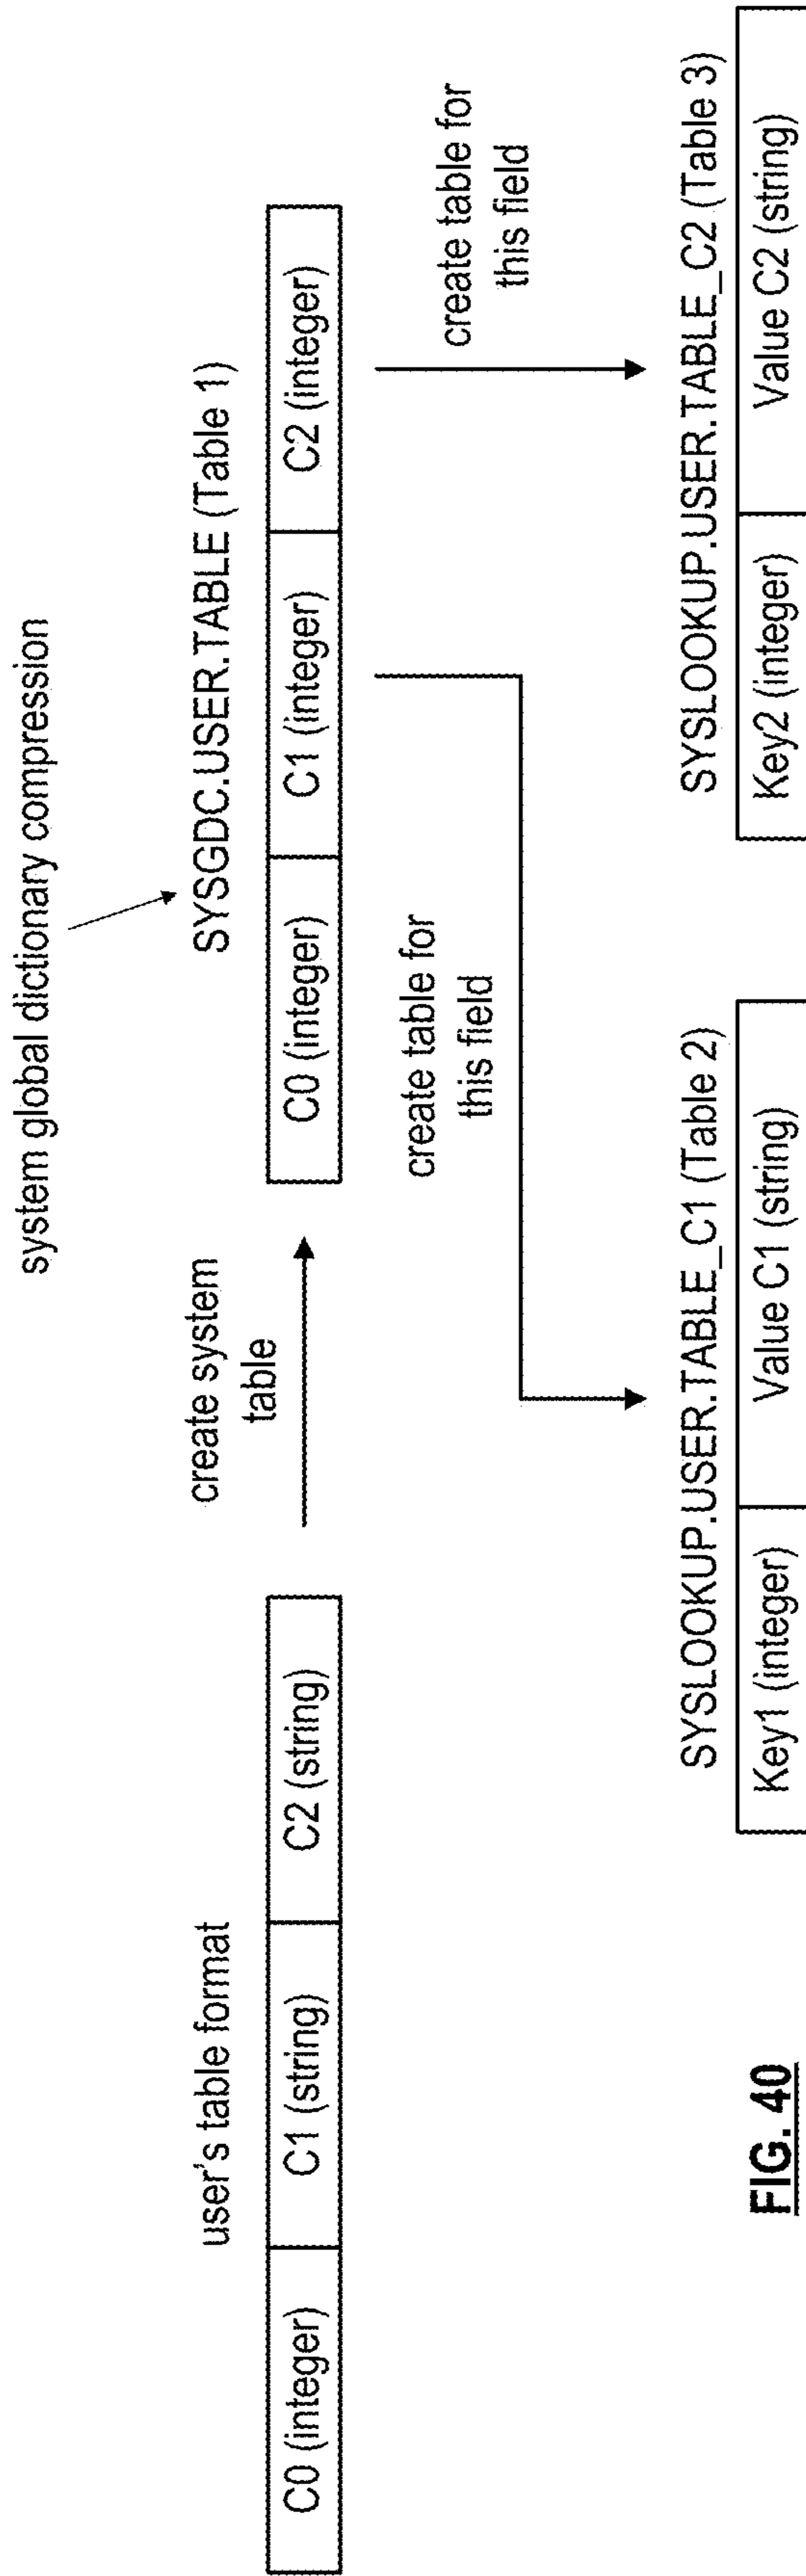 system global dictionary compression
user's table format
C0 (integer)
C1 (string)
C2 (string)
create system
table
SYSGDC.USER.TABLE (Table 1)
C0 (integer)
C1 (integer)
C2 (integer)
create table for
this field
create table for
this field
SYSLOOKUP.USER.TABLE_C1 (Table 2)
Key1 (integer)
Value C1 (string)
SYSLOOKUP.USER.TABLE_C2 (Table 3)
Key2 (integer)
Value C2 (string)
FIG. 40